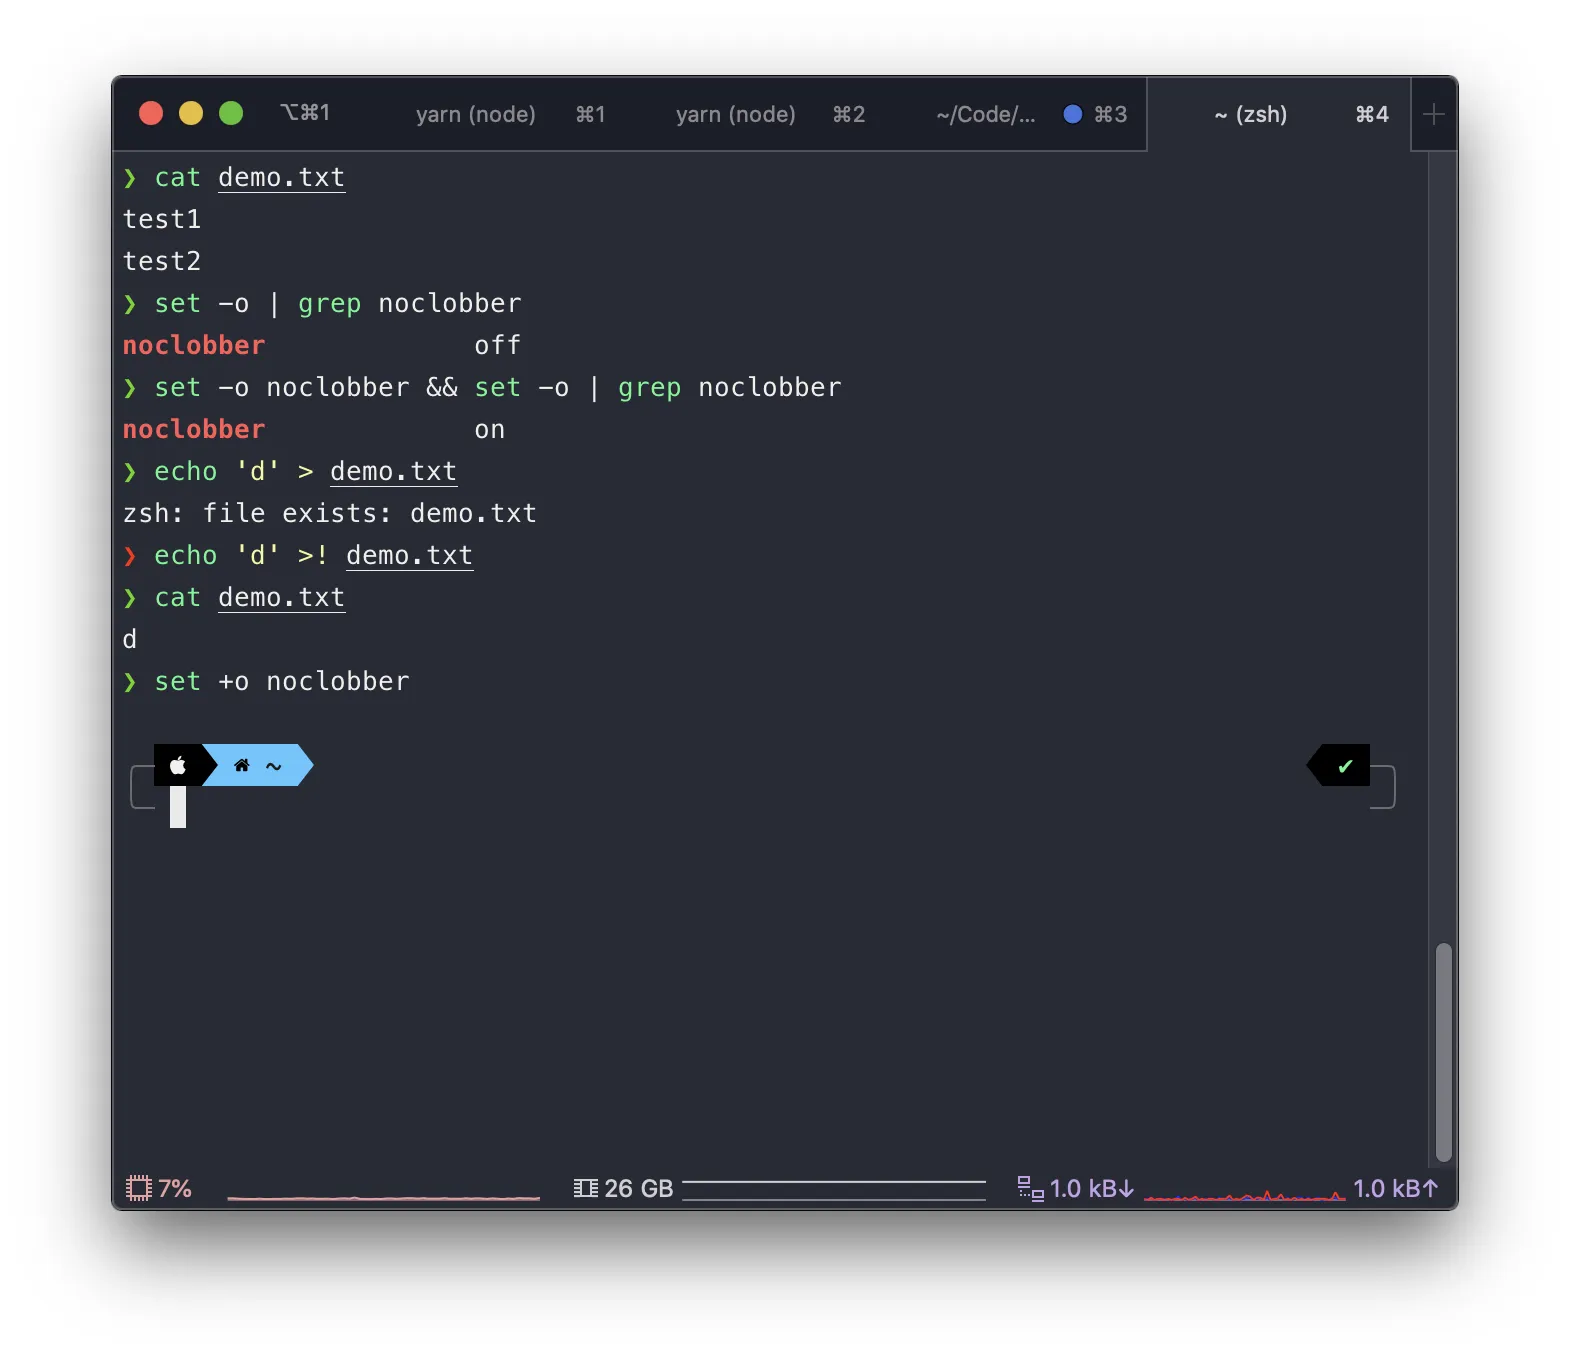 ⌥⌘1 yarn (node) ⌘1 yarn (node) ⌘2 ~/Code/... ⌘3 ~ (zsh) ⌘4 +
❯ cat demo.txt
test1
test2
❯ set -o | grep noclobber
noclobber off
❯ set -o noclobber && set -o | grep noclobber
noclobber on
❯ echo 'd' > demo.txt
zsh: file exists: demo.txt
❯ echo 'd' >! demo.txt
❯ cat demo.txt
d
❯ set +o noclobber
~ ✔
7% 26 GB 1.0 kB↓ 1.0 kB↑